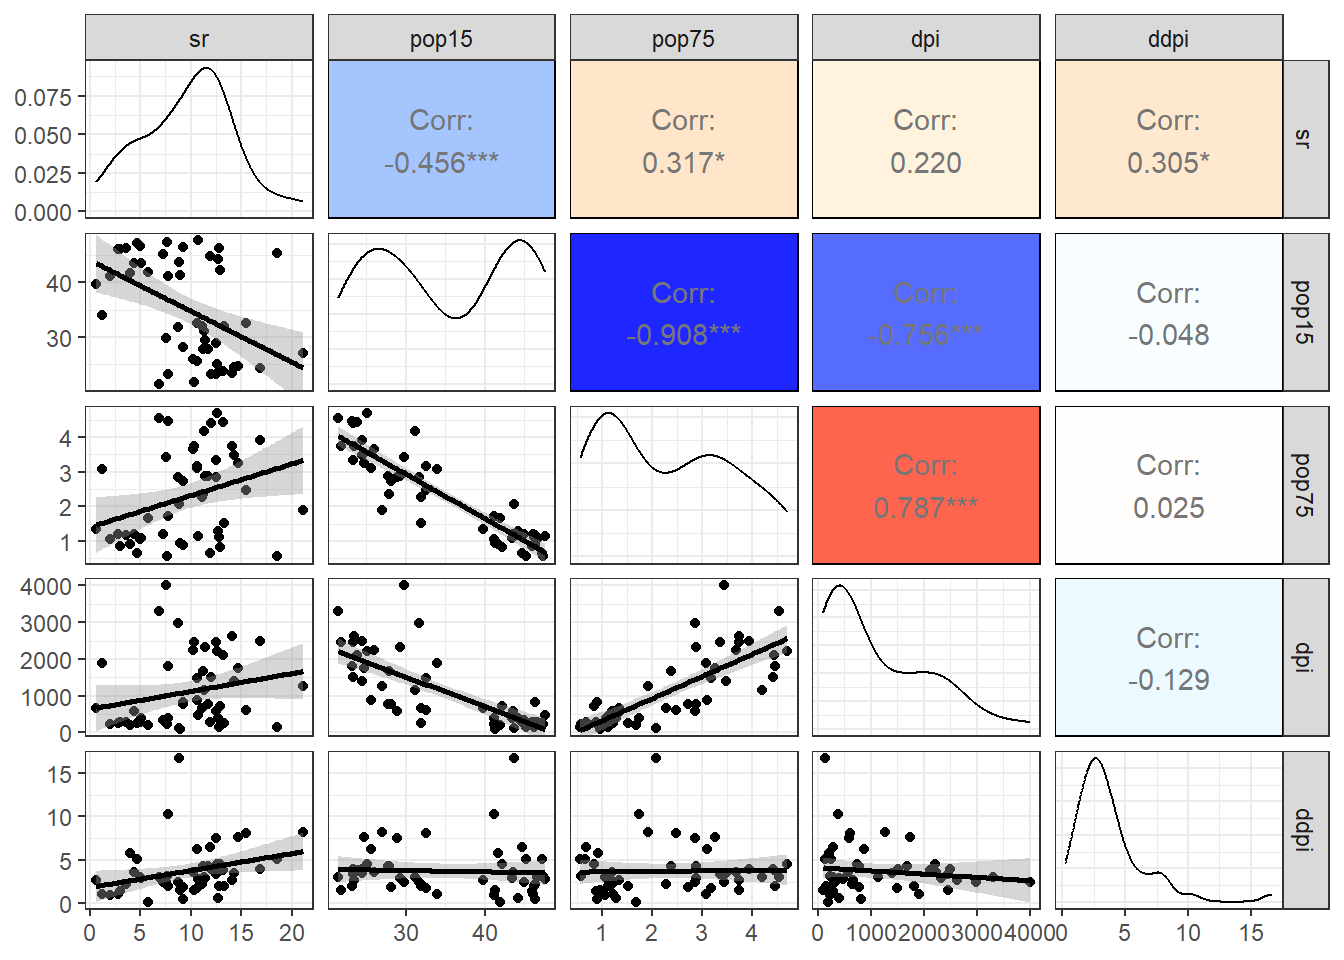 sr pop15 pop75 dpi ddpi
0.075
0.050
0.025
0.000
Corr:
-0.456***
Corr:
0.317*
Corr:
0.220
Corr:
0.305*
sr
40
30
Corr:
-0.908***
Corr:
-0.756***
Corr:
-0.048
pop15
4
3
2
1
Corr:
0.787***
Corr:
0.025
pop75
4000
3000
2000
1000
0
Corr:
-0.129
dpi
15
10
5
0
ddpi
0 5 10 15 20
30 40
1 2 3 4
0 1000 2000 3000 4000
0 5 10 15